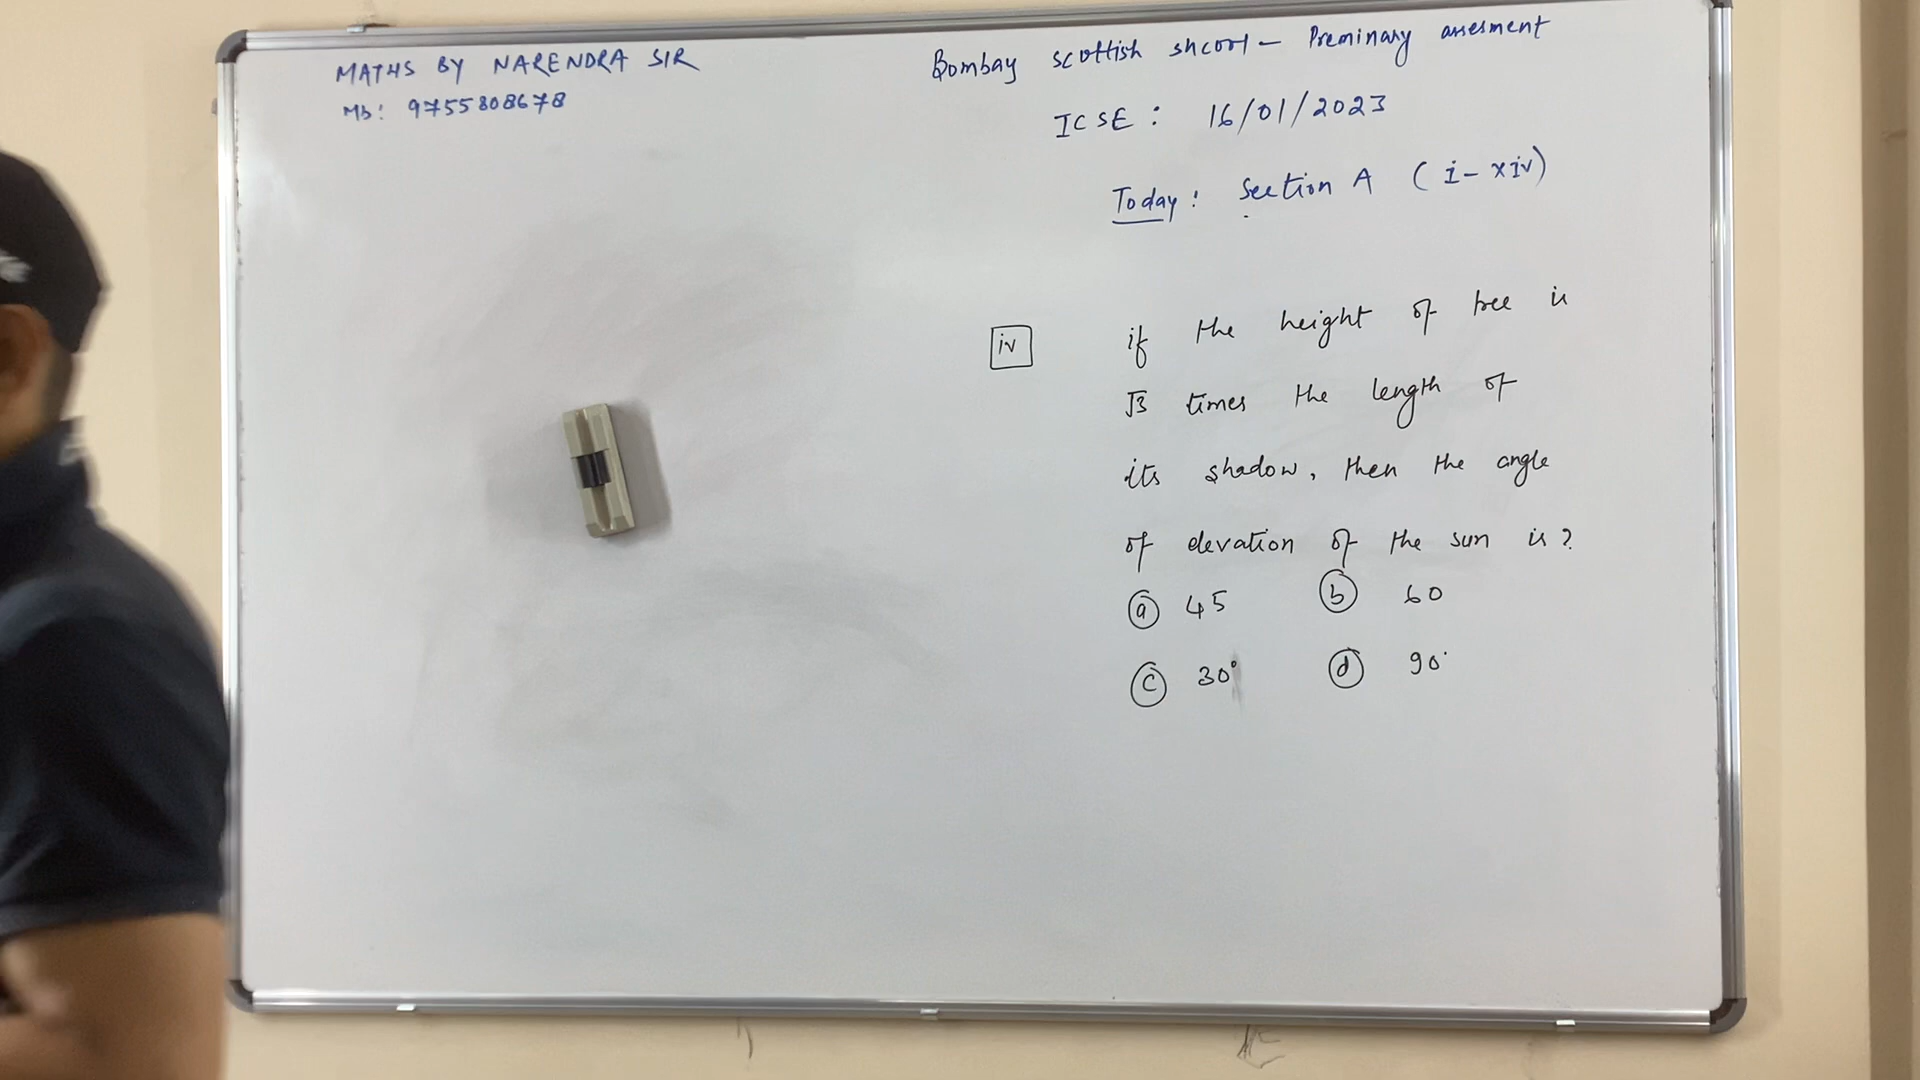 MATHS BY NARENDRA SIR
Mb: 9755808678
Bombay scottish shcool - Preminary assesment
ICSE: 16/01/2023
Today: Section A (i - xiv)
iv if the height of tree is
√3 times the length of
its shadow, then the angle
of elevation of the sun is?
a 45 b 60
c 30° d 90°